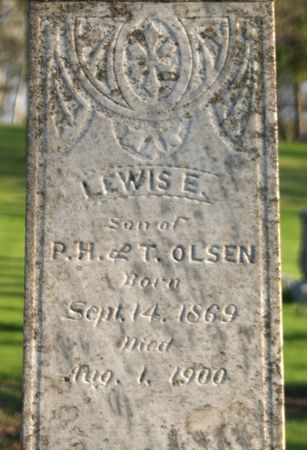 LEWIS E.
Son of
P.H. & T. OLSEN
Born
Sept. 14. 1869
Died
Aug. 1. 1900